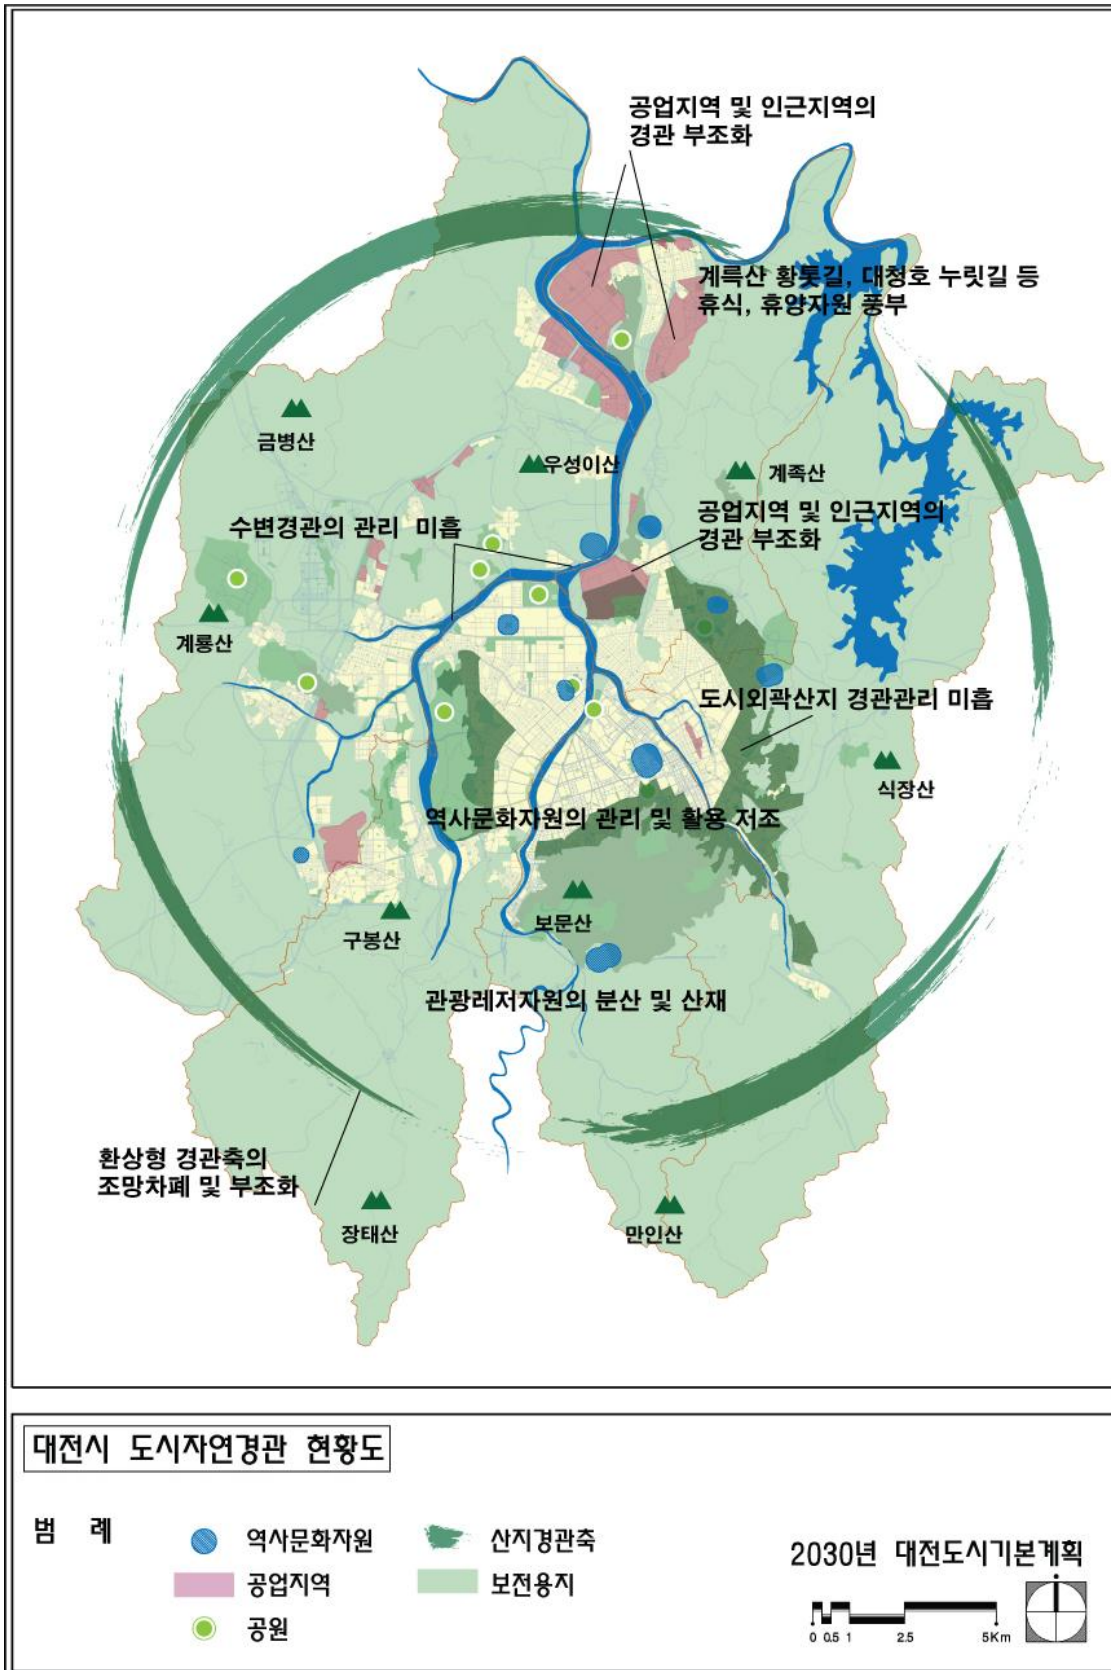 공업지역 및 인근지역의
경관 부조화
계륵산 황톳길, 대청호 누릿길 등
휴식, 휴양자원 풍부
금병산
우성이산
계족산
수변경관의 관리 미흡
공업지역 및 인근지역의
경관 부조화
계룡산
도시외곽산지 경관관리 미흡
식장산
역사문화자원의 관리 및 활용 저조
구봉산
보문산
관광레저자원의 분산 및 산재
환상형 경관축의
조망차폐 및 부조화
장태산
만인산
대전시 도시자연경관 현황도
범 례
역사문화자원
산지경관축
공업지역
보전용지
공원
2030년 대전도시기본계획
0 0.5 1 2.5 5Km